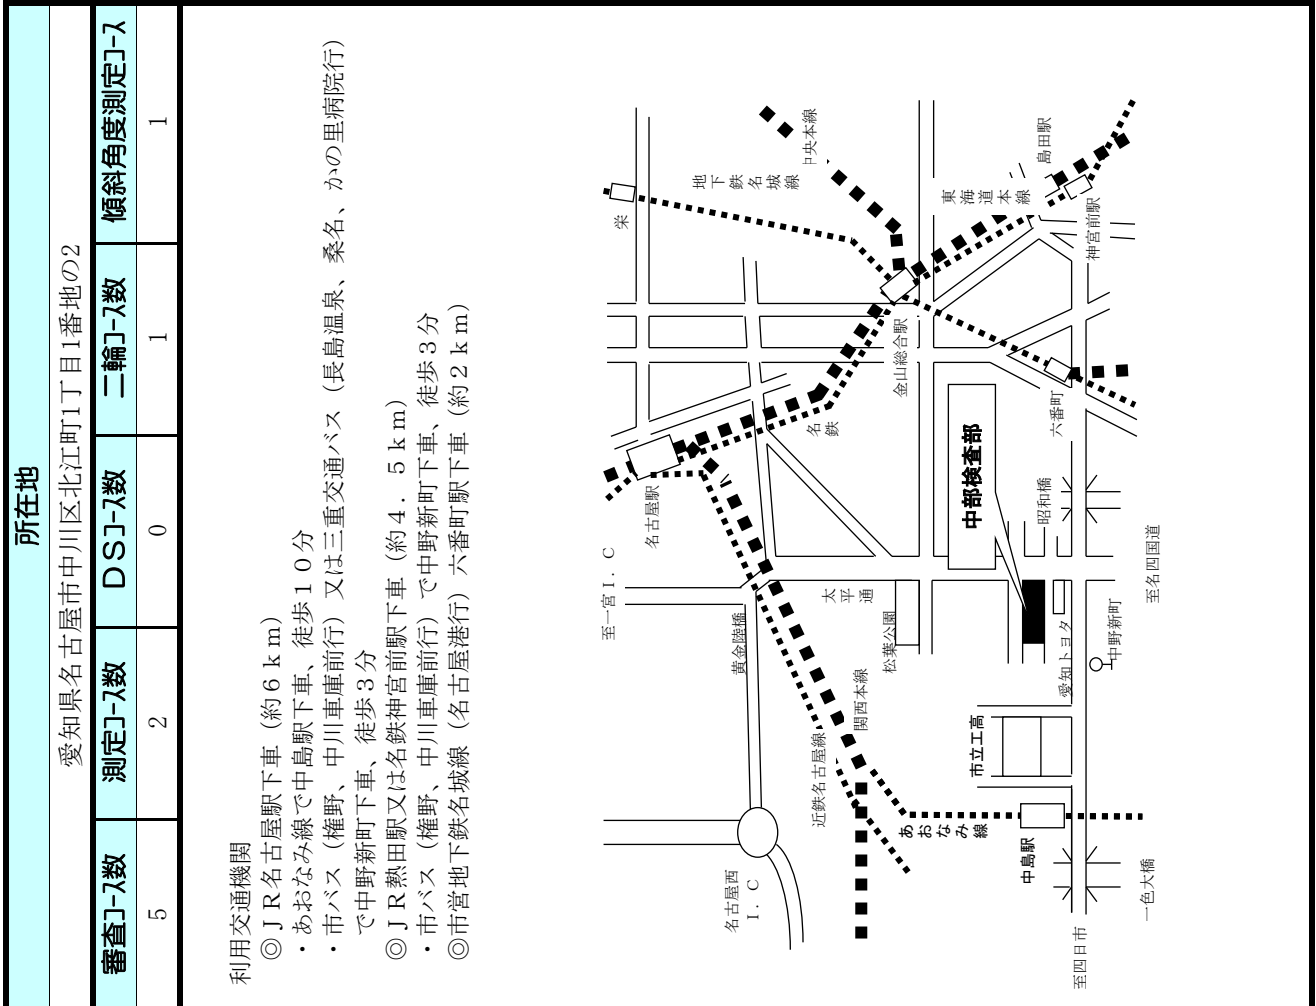 所在地
愛知県名古屋市中川区北江町1丁目1番地の2
審査ｺｰｽ数 測定ｺｰｽ数 ＤＳｺｰｽ数 二輪ｺｰｽ数 傾斜角度測定ｺｰｽ
5 2 0 1 1
利用交通機関
◎ＪＲ名古屋駅下車（約６ｋｍ）
・あおなみ線で中島駅下車、徒歩１０分
・市バス（権野、中川車庫前行）又は三重交通バス（長島温泉、桑名、かの里病院行）
で中野新町下車、徒歩３分
◎ＪＲ熱田駅又は名鉄神宮前駅下車（約４．５ｋｍ）
・市バス（権野、中川車庫前行）で中野新町下車、徒歩３分
◎市営地下鉄名城線（名古屋港行）六番町駅下車（約２ｋｍ）
至一宮Ｉ．Ｃ
名古屋駅
栄
地下鉄名城線
中央本線
名古屋西
Ｉ．Ｃ
黄金陸橋
名鉄
近鉄名古屋線
関西本線
太平通
松葉公園
金山総合駅
東海道本線
島田駅
あおなみ線
市立工高
中部検査部
昭和橋
六番町
神宮前駅
中島駅
愛知トヨタ
中野新町
至四日市
一色大橋
至名四国道